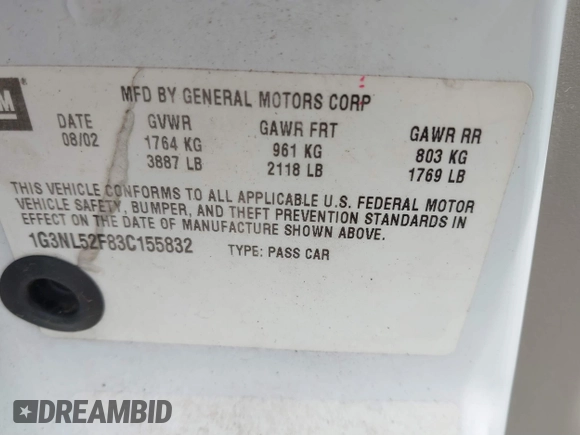 GM
MFD BY GENERAL MOTORS CORP
DATE GVWR GAWR FRT GAWR RR
08/02 1764 KG 961 KG 803 KG
3887 LB 2118 LB 1769 LB
THIS VEHICLE CONFORMS TO ALL APPLICABLE U.S. FEDERAL MOTOR
VEHICLE SAFETY, BUMPER, AND THEFT PREVENTION STANDARDS IN
EFFECT ON THE DATE OF MANUFACTURE SHOWN ABOVE.
1G3NL52F83C155832 TYPE: PASS CAR
DREAMBID